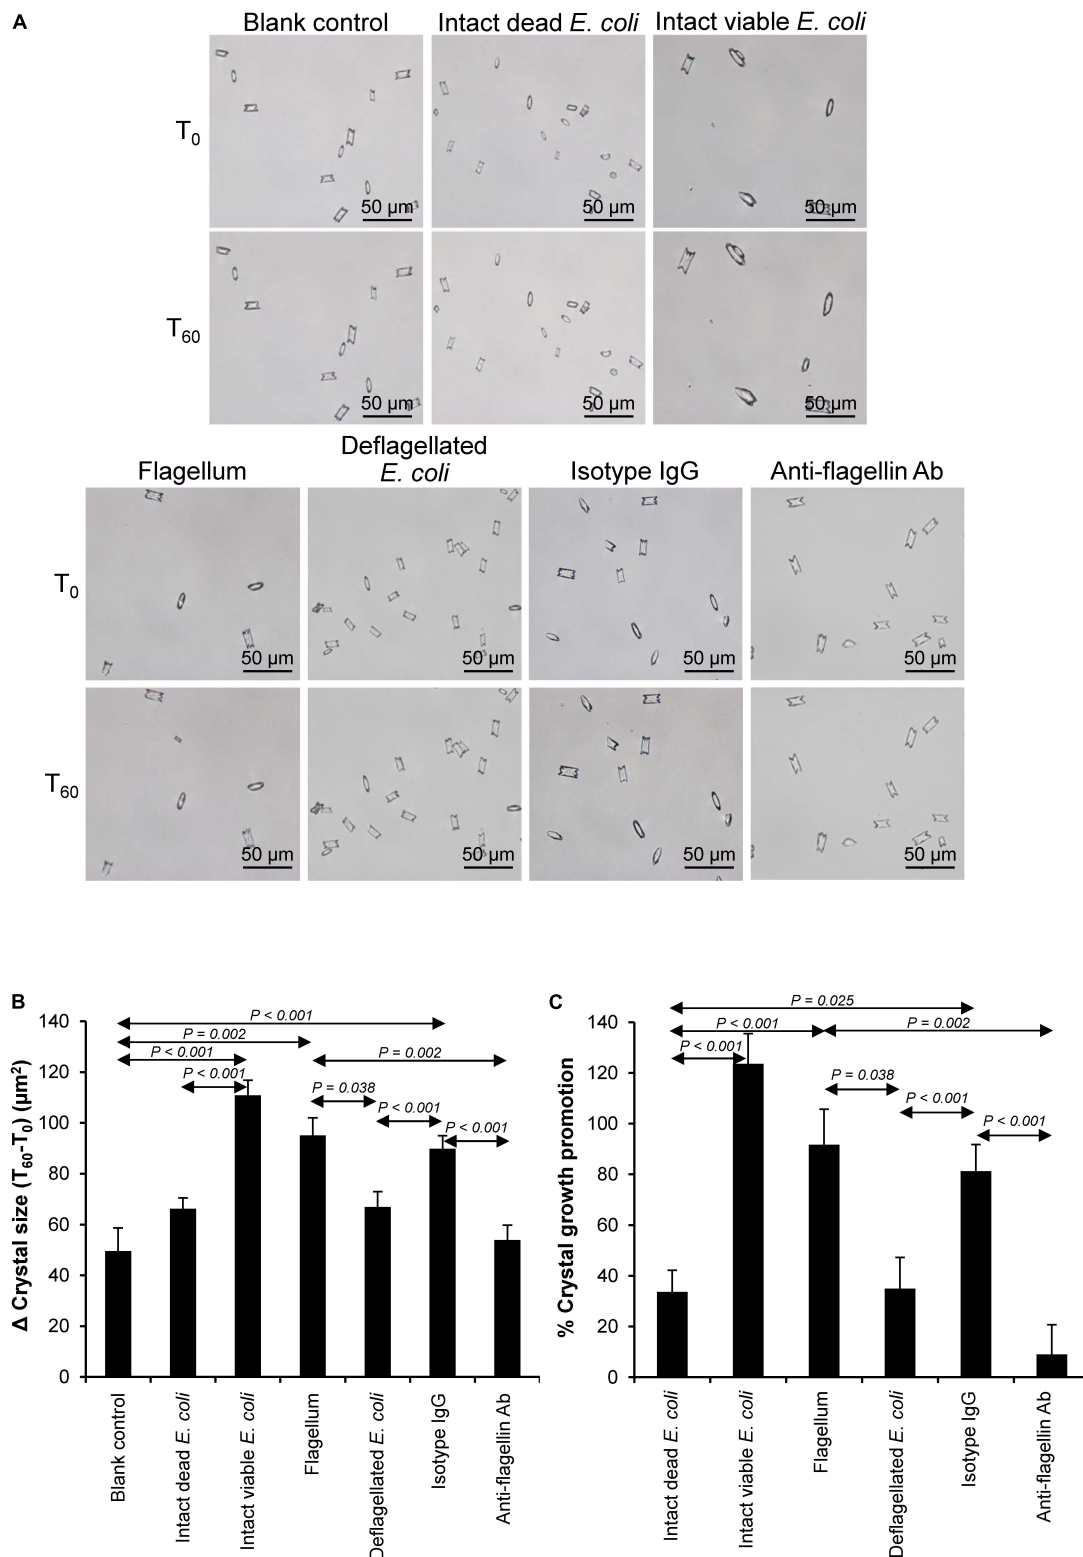 A
Blank control
Intact dead E. coli
Intact viable E. coli
T0
50 µm
50 µm
50 µm
T60
50 µm
50 µm
50 µm
Flagellum
Deflagellated
E. coli
Isotype IgG
Anti-flagellin Ab
T0
50 µm
50 µm
50 µm
50 µm
T60
50 µm
50 µm
50 µm
50 µm
B
Δ Crystal size (T60-T0) (µm²)
140
120
100
80
60
40
20
0
P < 0.001
P = 0.002
P < 0.001
P = 0.002
P < 0.001
P = 0.038
P < 0.001
P < 0.001
Blank control
Intact dead E. coli
Intact viable E. coli
Flagellum
Deflagellated E. coli
Isotype IgG
Anti-flagellin Ab
C
% Crystal growth promotion
140
120
100
80
60
40
20
0
P = 0.025
P < 0.001
P = 0.002
P < 0.001
P = 0.038
P < 0.001
P < 0.001
Intact dead E. coli
Intact viable E. coli
Flagellum
Deflagellated E. coli
Isotype IgG
Anti-flagellin Ab